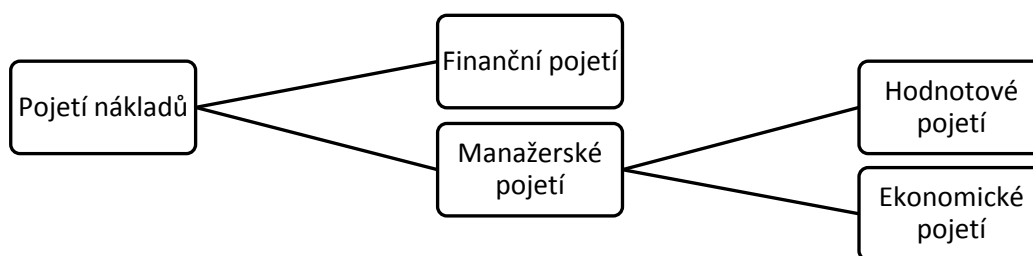 Pojetí nákladů
Finanční pojetí
Manažerské
pojetí
Hodnotové
pojetí
Ekonomické
pojetí